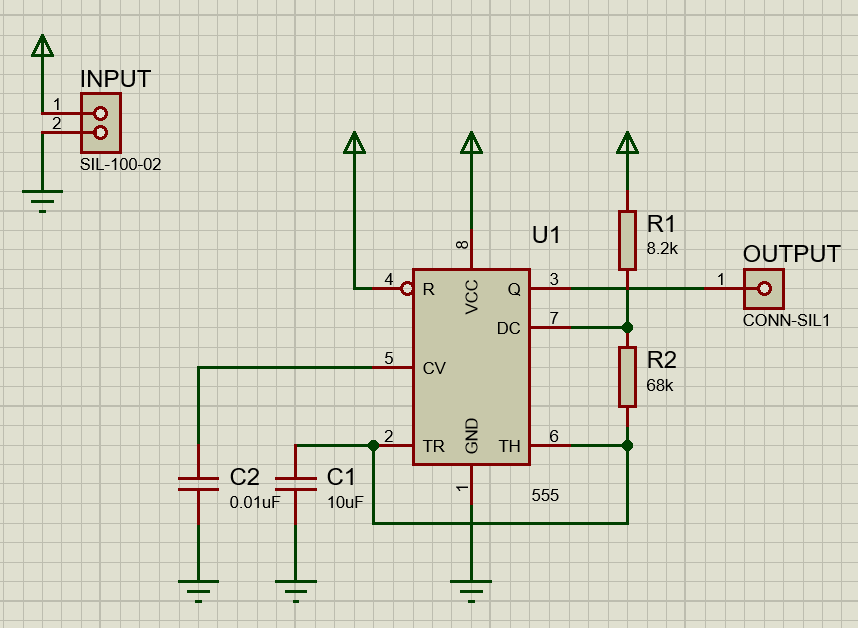 INPUT
1
2
SIL-100-02
U1
R1
8.2k
8
4
3
R
VCC
Q
OUTPUT
1
CONN-SIL1
7
DC
5
CV
R2
68k
2
6
TR
GND
TH
C2
0.01uF
C1
10uF
1
555